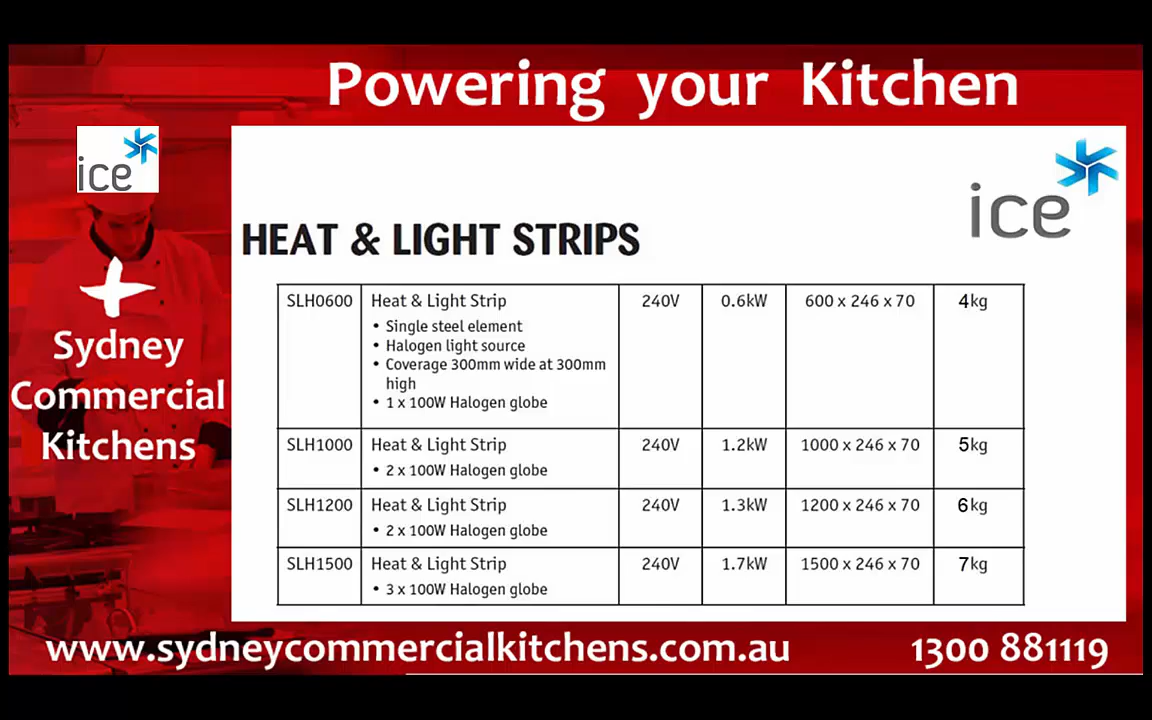 Powering your Kitchen
ice
ice
HEAT & LIGHT STRIPS
Sydney
Commercial
Kitchens
SLH0600 Heat & Light Strip 240V 0.6kW 600 x 246 x 70 4kg
• Single steel element
• Halogen light source
• Coverage 300mm wide at 300mm
high
• 1 x 100W Halogen globe
SLH1000 Heat & Light Strip 240V 1.2kW 1000 x 246 x 70 5kg
• 2 x 100W Halogen globe
SLH1200 Heat & Light Strip 240V 1.3kW 1200 x 246 x 70 6kg
• 2 x 100W Halogen globe
SLH1500 Heat & Light Strip 240V 1.7kW 1500 x 246 x 70 7kg
• 3 x 100W Halogen globe
www.sydneycommercialkitchens.com.au 1300 881119